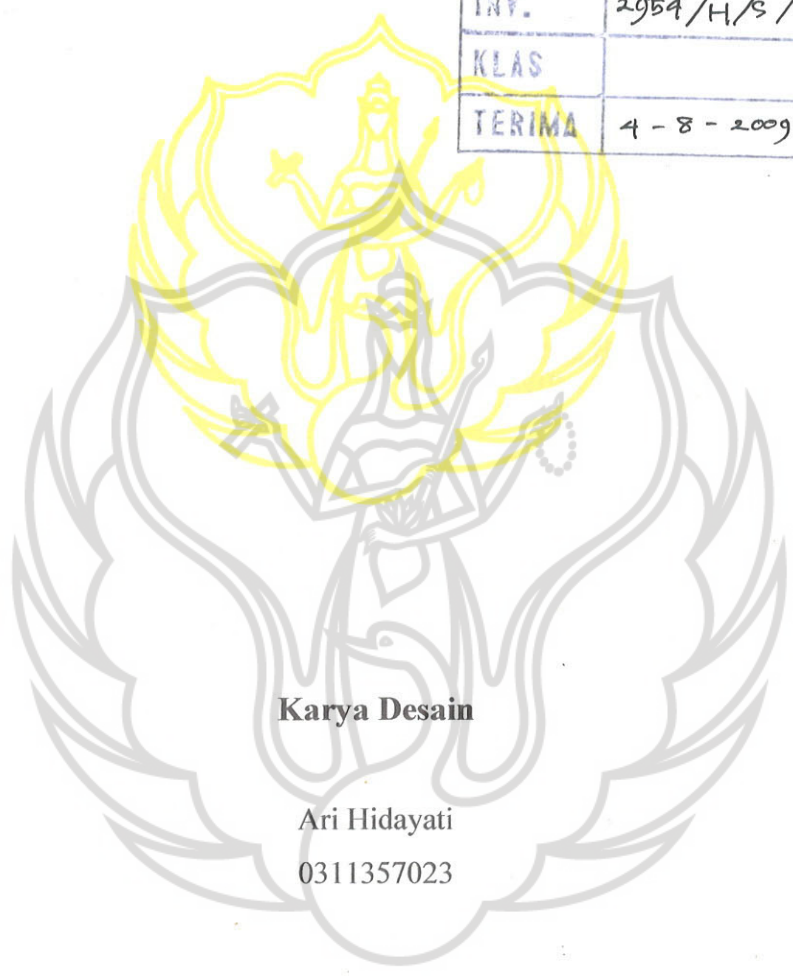 INV. 2954/H/S/
KLAS
TERIMA 4 - 8 - 2009
Karya Desain
Ari Hidayati
0311357023